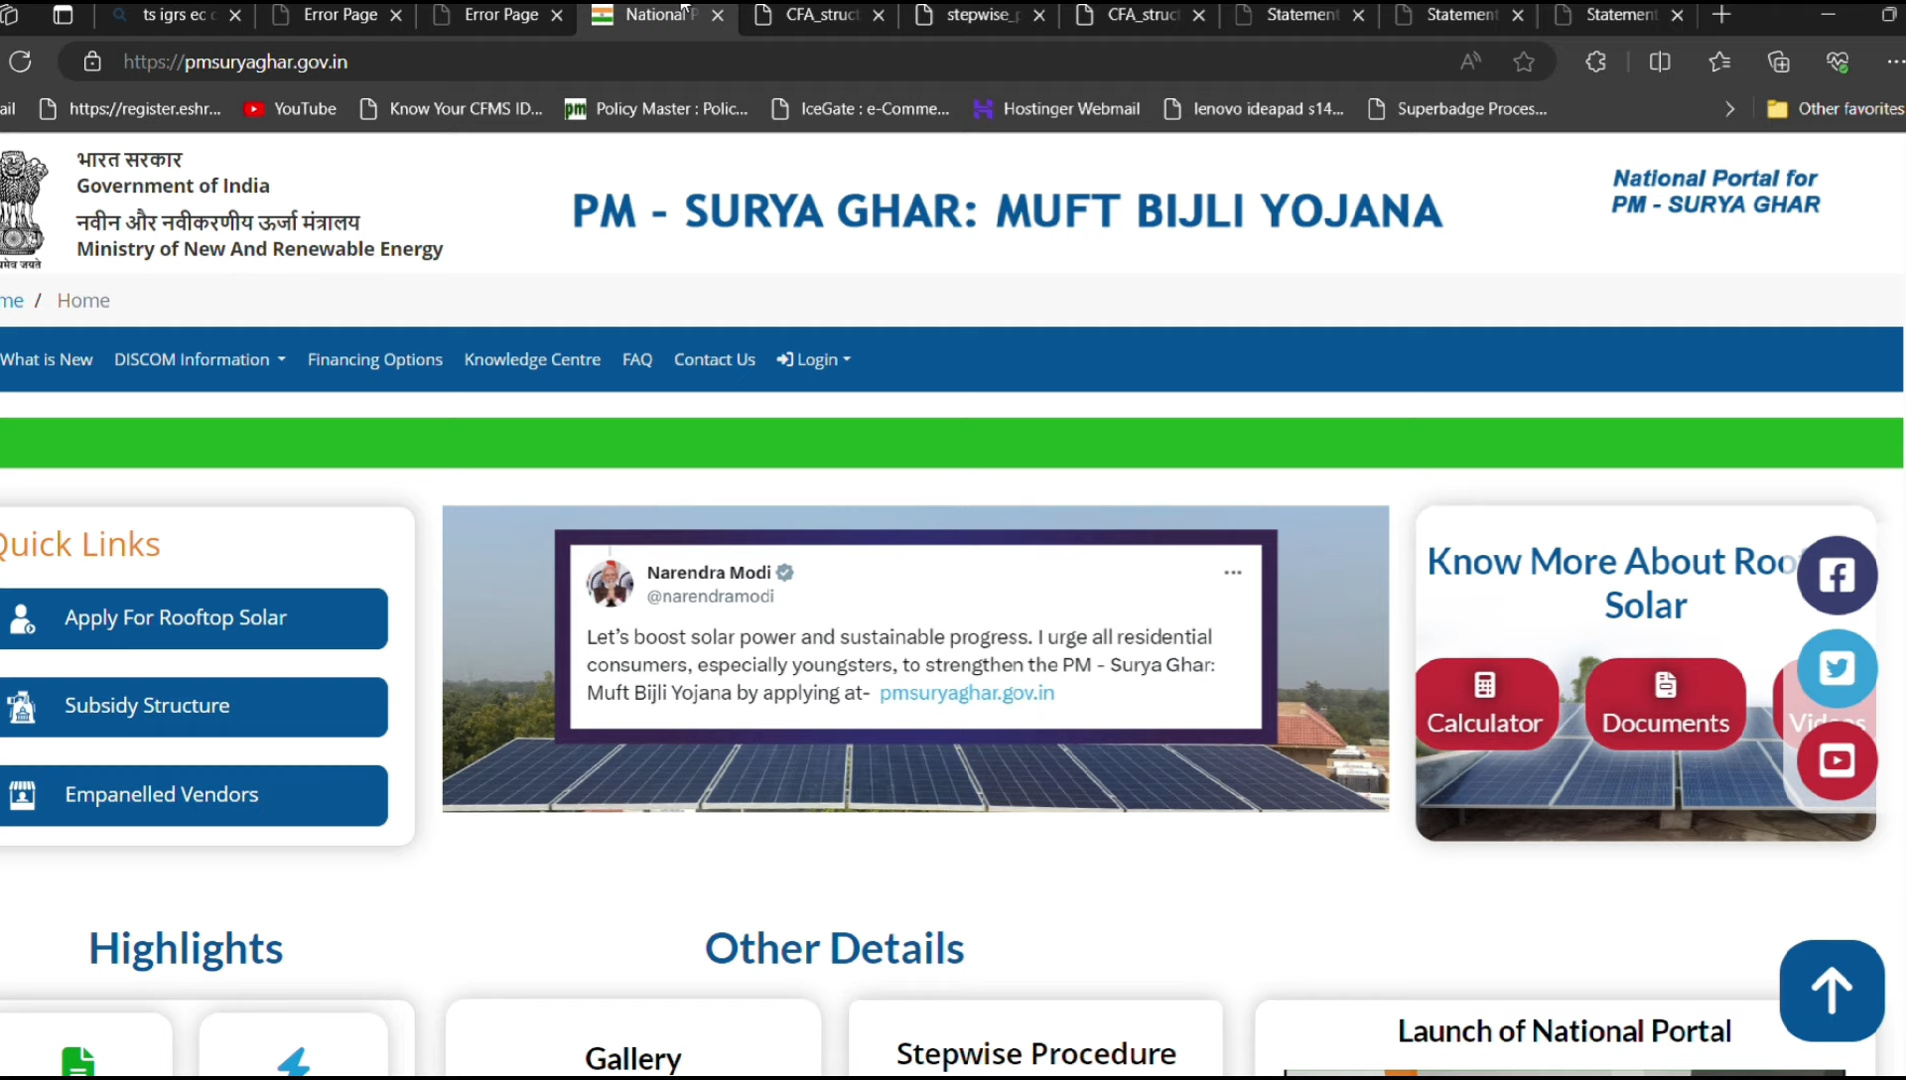 ts igrs ec c
Error Page
Error Page
National P
CFA_struct
stepwise_p
CFA_struct
Statement
Statement
Statement
https://pmsuryaghar.gov.in
ail
https://register.eshr...
YouTube
Know Your CFMS ID...
pm
Policy Master : Polic...
IceGate : e-Comme...
Hostinger Webmail
lenovo ideapad s14...
Superbadge Proces...
Other favorites
भारत सरकार
Government of India
नवीन और नवीकरणीय ऊर्जा मंत्रालय
Ministry of New And Renewable Energy
PM - SURYA GHAR: MUFT BIJLI YOJANA
National Portal for
PM - SURYA GHAR
me / Home
What is New
DISCOM Information
Financing Options
Knowledge Centre
FAQ
Contact Us
Login
Quick Links
Apply For Rooftop Solar
Subsidy Structure
Empanelled Vendors
Narendra Modi
@narendramodi
Let's boost solar power and sustainable progress. I urge all residential
consumers, especially youngsters, to strengthen the PM - Surya Ghar:
Muft Bijli Yojana by applying at- pmsuryaghar.gov.in
Know More About Roo
Solar
Calculator
Documents
Videos
Highlights
Other Details
Gallery
Stepwise Procedure
Launch of National Portal